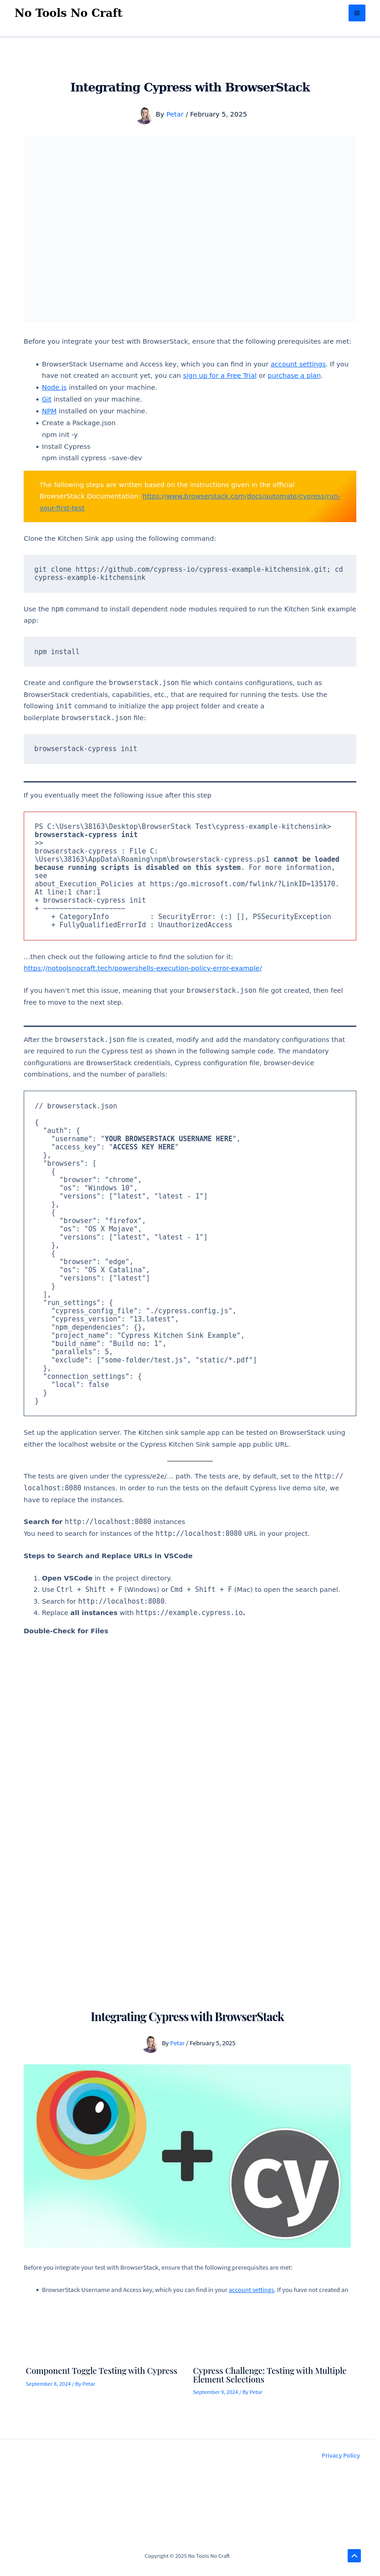 No Tools No Craft
Integrating Cypress with BrowserStack
By Petar / February 5, 2025
Before you integrate your test with BrowserStack, ensure that the following prerequisites are met:
• BrowserStack Username and Access key, which you can find in your account settings. If you
have not created an account yet, you can sign up for a Free Trial or purchase a plan.
• Node.js installed on your machine.
• Git installed on your machine.
• NPM installed on your machine.
• Create a Package.json
npm init -y
• Install Cypress
npm install cypress –save-dev
The following steps are written based on the instructions given in the official
BrowserStack Documentation: https://www.browserstack.com/docs/automate/cypress/run-
your-first-test
Clone the Kitchen Sink app using the following command:
git clone https://github.com/cypress-io/cypress-example-kitchensink.git; cd
cypress-example-kitchensink
Use the npm command to install dependent node modules required to run the Kitchen Sink example
app:
npm install
Create and configure the browserstack.json file which contains configurations, such as
BrowserStack credentials, capabilities, etc., that are required for running the tests. Use the
following init command to initialize the app project folder and create a
boilerplate browserstack.json file:
browserstack-cypress init
If you eventually meet the following issue after this step
PS C:\Users\38163\Desktop\BrowserStack Test\cypress-example-kitchensink>
browserstack-cypress init
>>
browserstack-cypress : File C:
\Users\38163\AppData\Roaming\npm\browserstack-cypress.ps1 cannot be loaded
because running scripts is disabled on this system. For more information,
see
about_Execution_Policies at https:/go.microsoft.com/fwlink/?LinkID=135170.
At line:1 char:1
+ browserstack-cypress init
+ ~~~~~~~~~~~~~~~~~~~~
+ CategoryInfo : SecurityError: (:) [], PSSecurityException
+ FullyQualifiedErrorId : UnauthorizedAccess
…then check out the following article to find the solution for it:
https://notoolsnocraft.tech/powershells-execution-policy-error-example/
If you haven’t met this issue, meaning that your browserstack.json file got created, then feel
free to move to the next step.
After the browserstack.json file is created, modify and add the mandatory configurations that
are required to run the Cypress test as shown in the following sample code. The mandatory
configurations are BrowserStack credentials, Cypress configuration file, browser-device
combinations, and the number of parallels:
// browserstack.json
{
"auth": {
"username": "YOUR BROWSERSTACK USERNAME HERE",
"access_key": "ACCESS KEY HERE"
},
"browsers": [
{
"browser": "chrome",
"os": "Windows 10",
"versions": ["latest", "latest - 1"]
},
{
"browser": "firefox",
"os": "OS X Mojave",
"versions": ["latest", "latest - 1"]
},
{
"browser": "edge",
"os": "OS X Catalina",
"versions": ["latest"]
}
],
"run_settings": {
"cypress_config_file": "./cypress.config.js",
"cypress_version": "13.latest",
"npm_dependencies": {},
"project_name": "Cypress Kitchen Sink Example",
"build_name": "Build no: 1",
"parallels": 5,
"exclude": ["some-folder/test.js", "static/*.pdf"]
},
"connection_settings": {
"local": false
}
}
Set up the application server. The Kitchen sink sample app can be tested on BrowserStack using
either the localhost website or the Cypress Kitchen Sink sample app public URL.
The tests are given under the cypress/e2e/… path. The tests are, by default, set to the http://
localhost:8080 Instances. In order to run the tests on the default Cypress live demo site, we
have to replace the instances.
Search for http://localhost:8080 instances
You need to search for instances of the http://localhost:8080 URL in your project.
Steps to Search and Replace URLs in VSCode
1. Open VSCode in the project directory.
2. Use Ctrl + Shift + F (Windows) or Cmd + Shift + F (Mac) to open the search panel.
3. Search for http://localhost:8080.
4. Replace all instances with https://example.cypress.io.
Double-Check for Files
Integrating Cypress with BrowserStack
By Petar / February 5, 2025
cy
Before you integrate your test with BrowserStack, ensure that the following prerequisites are met:
• BrowserStack Username and Access key, which you can find in your account settings. If you have not created an
Component Toggle Testing with Cypress
September 8, 2024 / By Petar
Cypress Challenge: Testing with Multiple
Element Selections
September 9, 2024 / By Petar
Privacy Policy
Copyright © 2025 No Tools No Craft